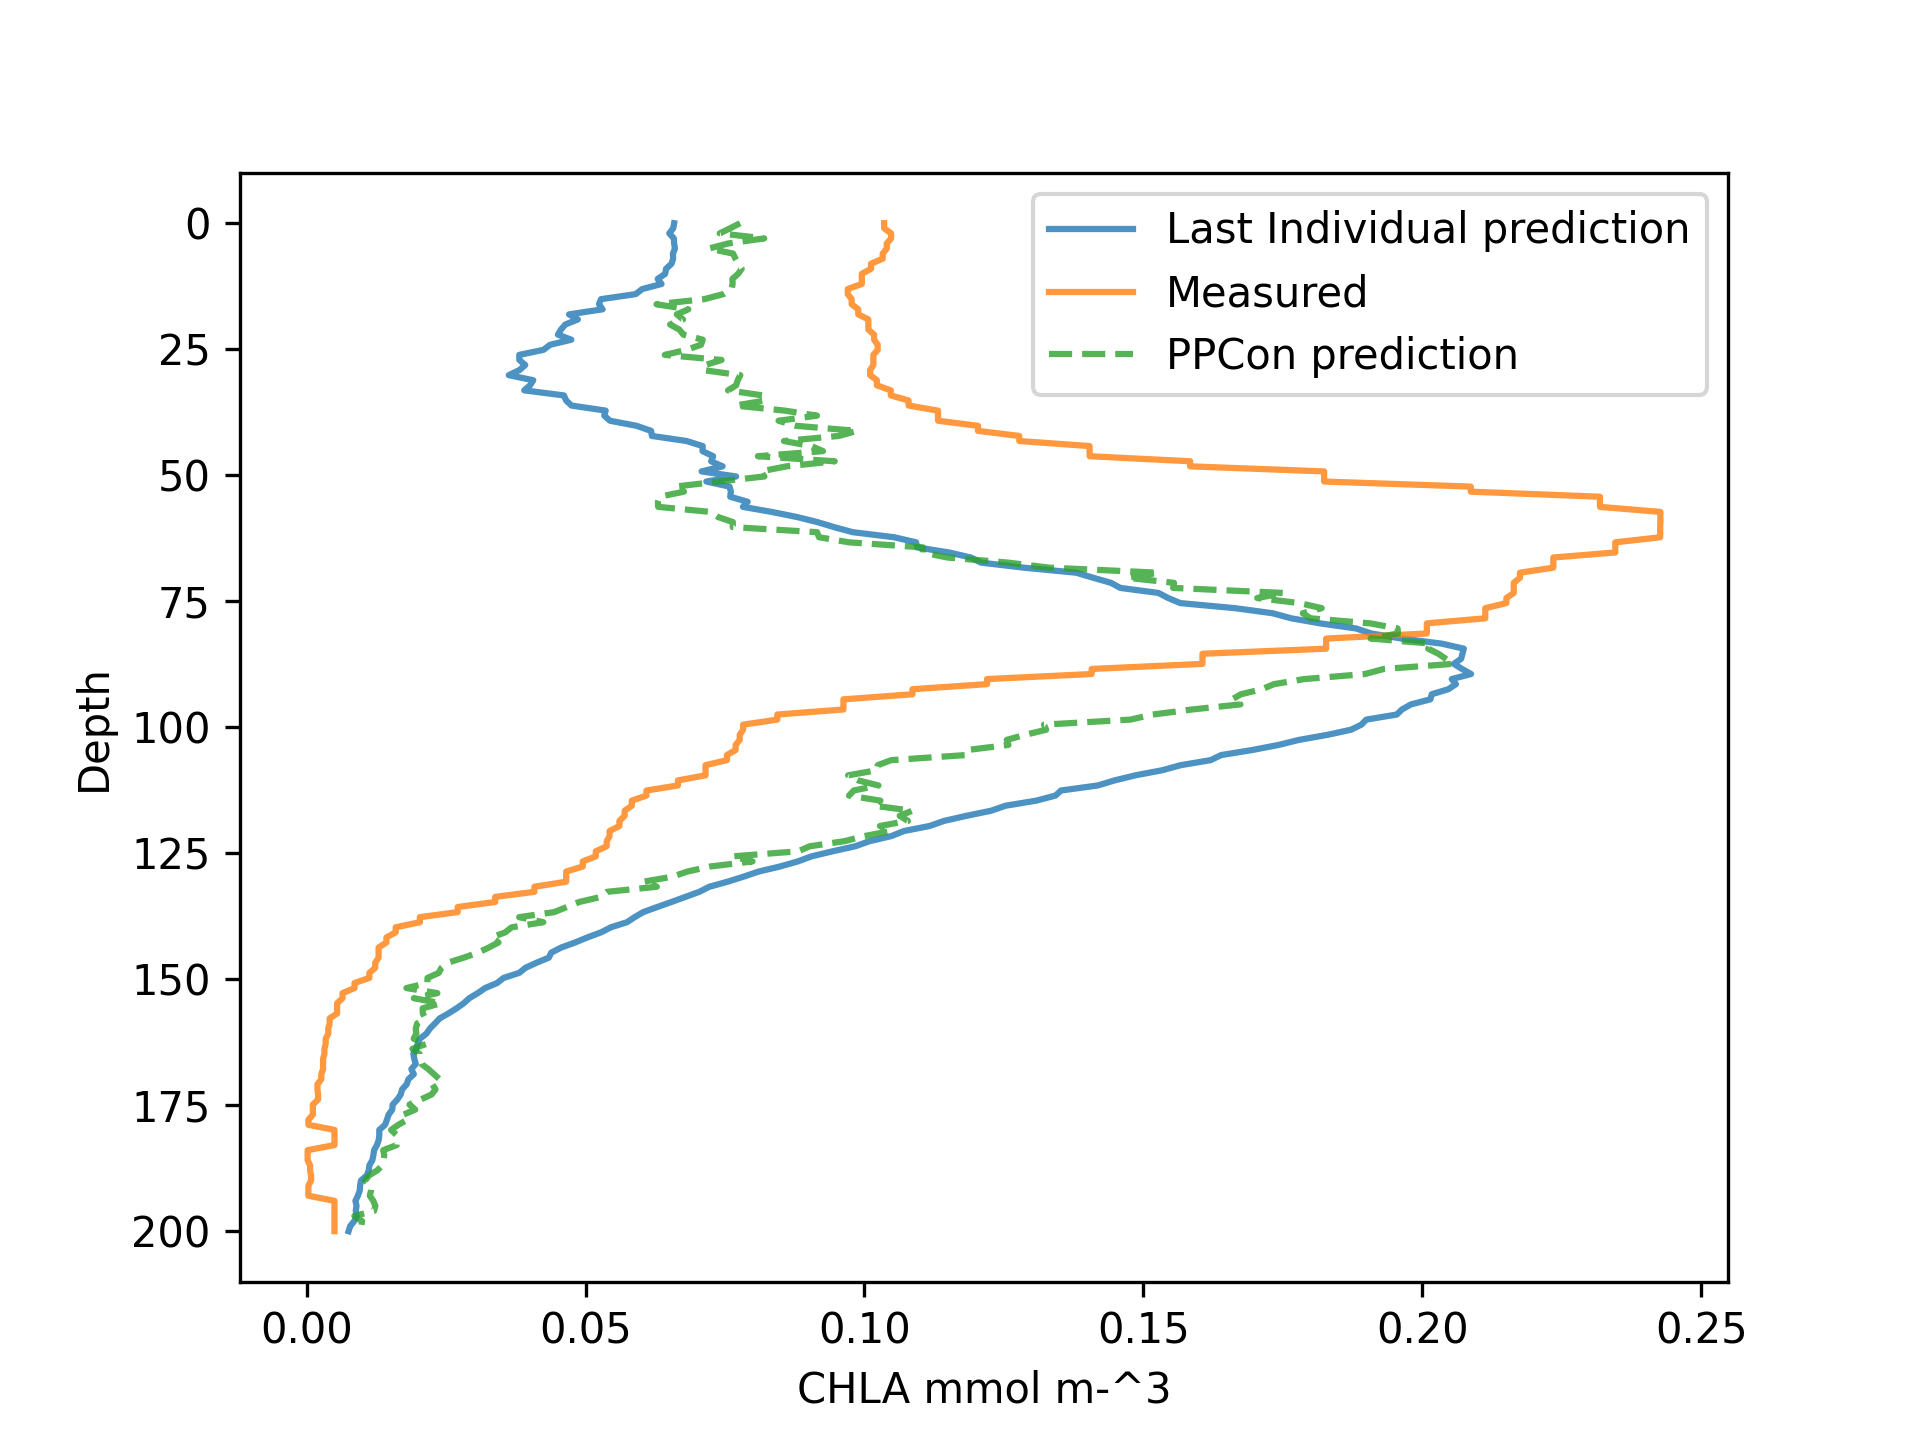 Last Individual prediction
Measured
PPCon prediction
0
25
50
75
100
125
150
175
200
Depth
0.00 0.05 0.10 0.15 0.20 0.25
CHLA mmol m-^3